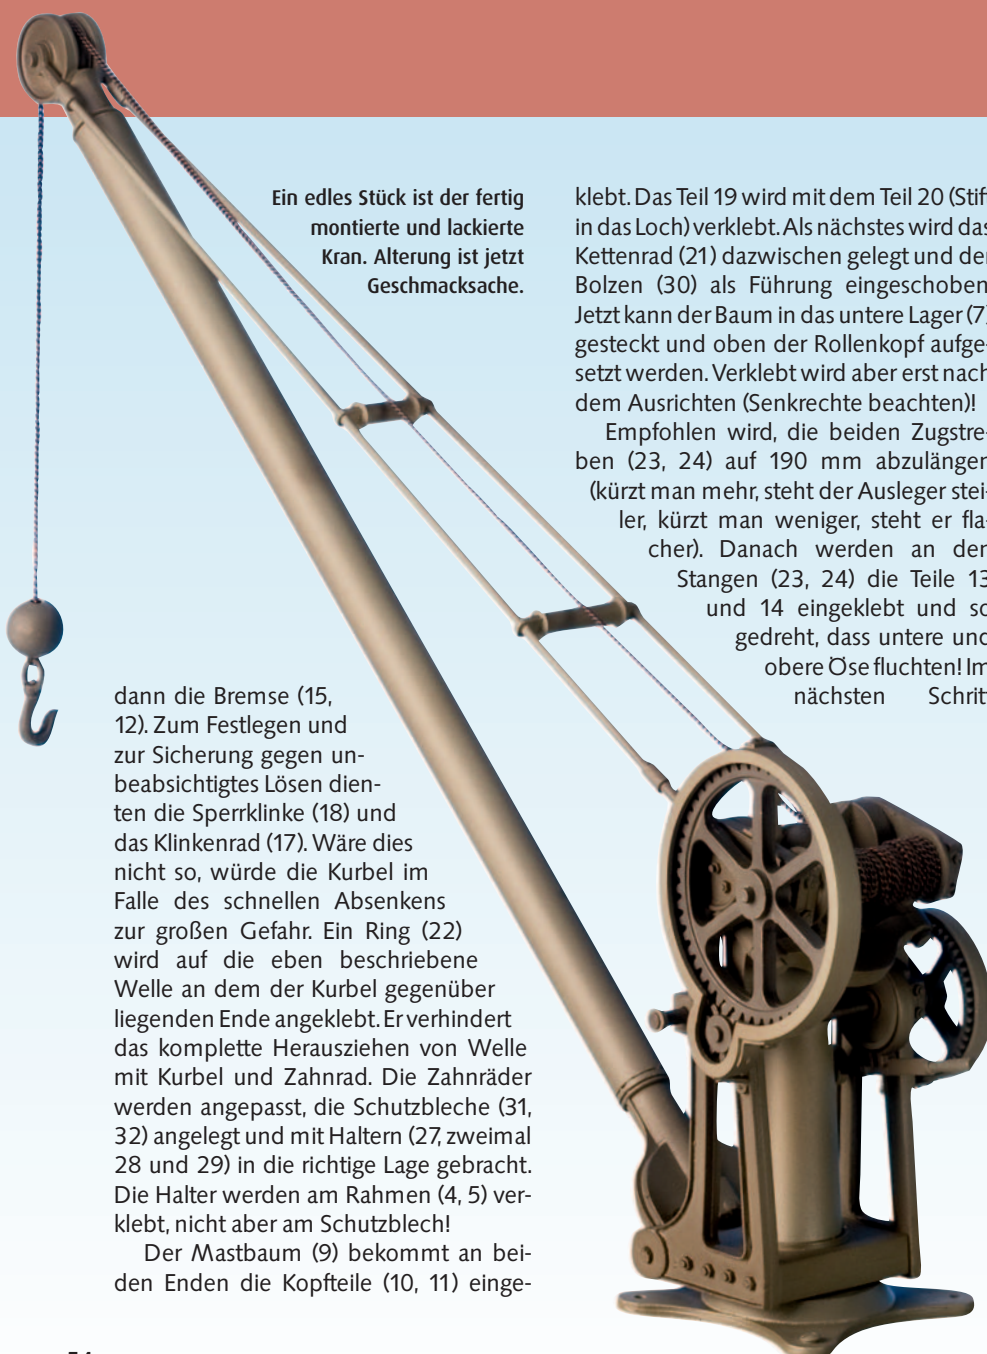 Ein edles Stück ist der fertig
montierte und lackierte
Kran. Alterung ist jetzt
Geschmacksache.
dann die Bremse (15,
12). Zum Festlegen und
zur Sicherung gegen un-
beabsichtigtes Lösen dien-
ten die Sperrklinke (18) und
das Klinkenrad (17). Wäre dies
nicht so, würde die Kurbel im
Falle des schnellen Absenkens
zur großen Gefahr. Ein Ring (22)
wird auf die eben beschriebene
Welle an dem der Kurbel gegenüber
liegenden Ende angeklebt. Er verhindert
das komplette Herausziehen von Welle
mit Kurbel und Zahnrad. Die Zahnräder
werden angepasst, die Schutzbleche (31,
32) angelegt und mit Haltern (27, zweimal
28 und 29) in die richtige Lage gebracht.
Die Halter werden am Rahmen (4, 5) ver-
klebt, nicht aber am Schutzblech!
Der Mastbaum (9) bekommt an bei-
den Enden die Kopfteile (10, 11) einge-
klebt. Das Teil 19 wird mit dem Teil 20 (Stif
in das Loch) verklebt. Als nächstes wird das
Kettenrad (21) dazwischen gelegt und der
Bolzen (30) als Führung eingeschoben
Jetzt kann der Baum in das untere Lager (7)
gesteckt und oben der Rollenkopf aufge-
setzt werden. Verklebt wird aber erst nach
dem Ausrichten (Senkrechte beachten)!
Empfohlen wird, die beiden Zugstre-
ben (23, 24) auf 190 mm abzulängen
(kürzt man mehr, steht der Ausleger stei-
ler, kürzt man weniger, steht er fla-
cher). Danach werden an den
Stangen (23, 24) die Teile 13
und 14 eingeklebt und so
gedreht, dass untere und
obere Öse fluchten! Im
nächsten Schrit